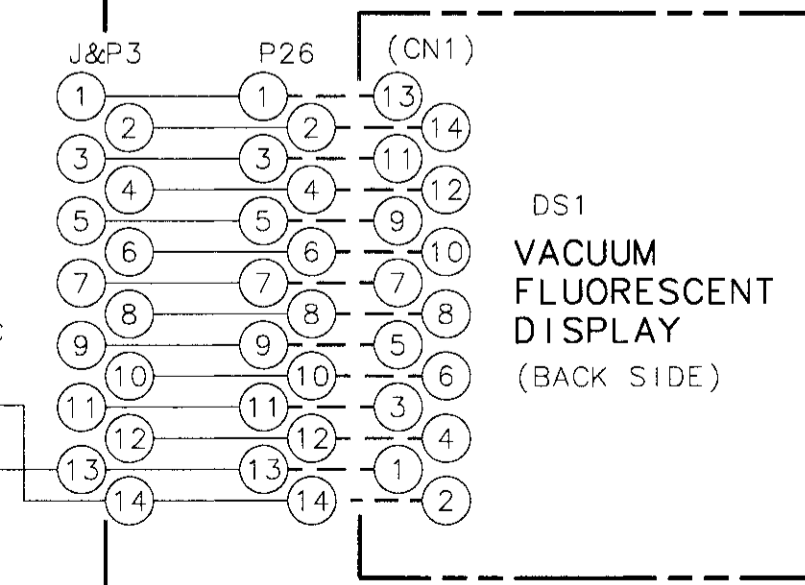 J&P3 P26 (CN1)
1 1 13
2 2 14
3 3 11
4 4 12
5 5 9
6 6 10
7 7 7
8 8 8
9 9 5
10 10 6
11 11 3
12 12 4
13 13 1
14 14 2
DS1
VACUUM
FLUORESCENT
DISPLAY
(BACK SIDE)